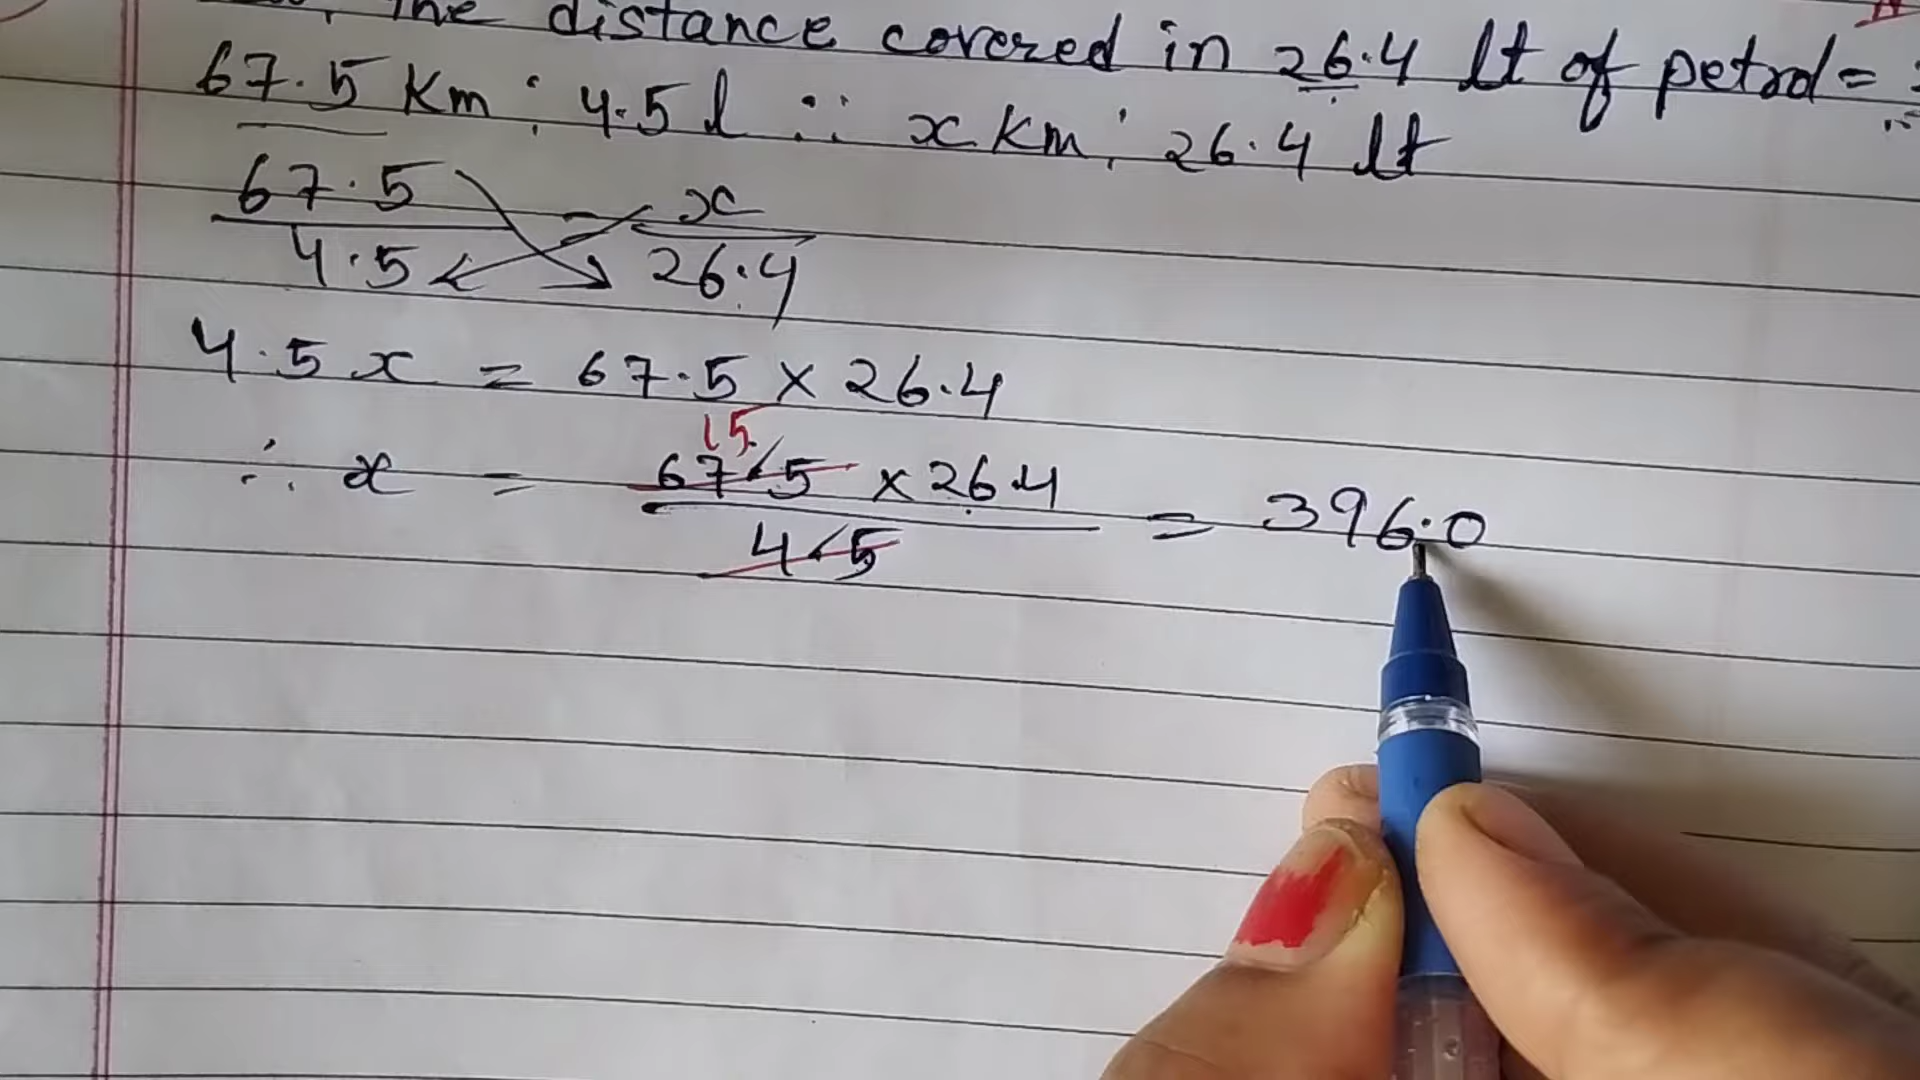 the distance covered in 26.4 lt of petrol =
67.5 Km : 4.5 l :: x Km : 26.4 lt
67.5 / 4.5 = x / 26.4
4.5 x = 67.5 × 26.4
15
∴ x = 67.5 × 26.4 / 4.5 = 396.0